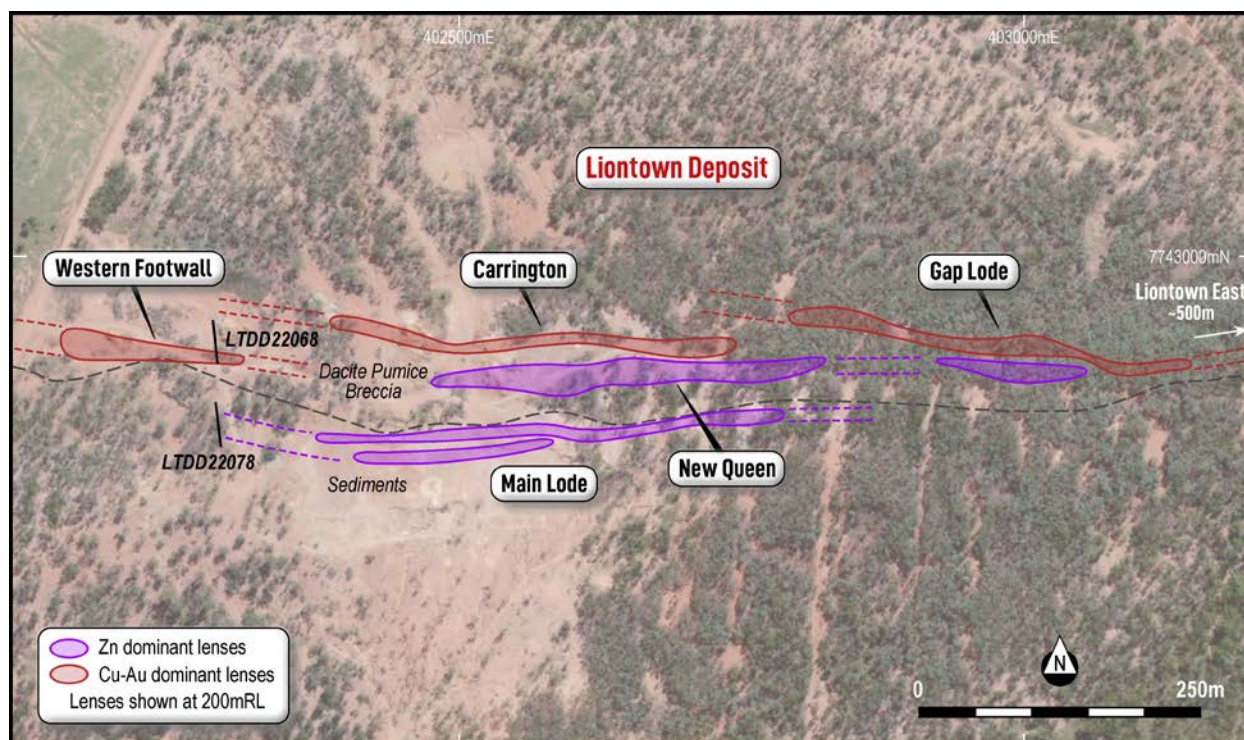 402500mE
403000mE
Liontown Deposit
7743000mN
Western Footwall
Carrington
Gap Lode
Liontown East
~500m
LTDD22068
Dacite Pumice
Breccia
LTDD22078
New Queen
Main Lode
Sediments
Zn dominant lenses
Cu-Au dominant lenses
Lenses shown at 200mRL
N
0
250m